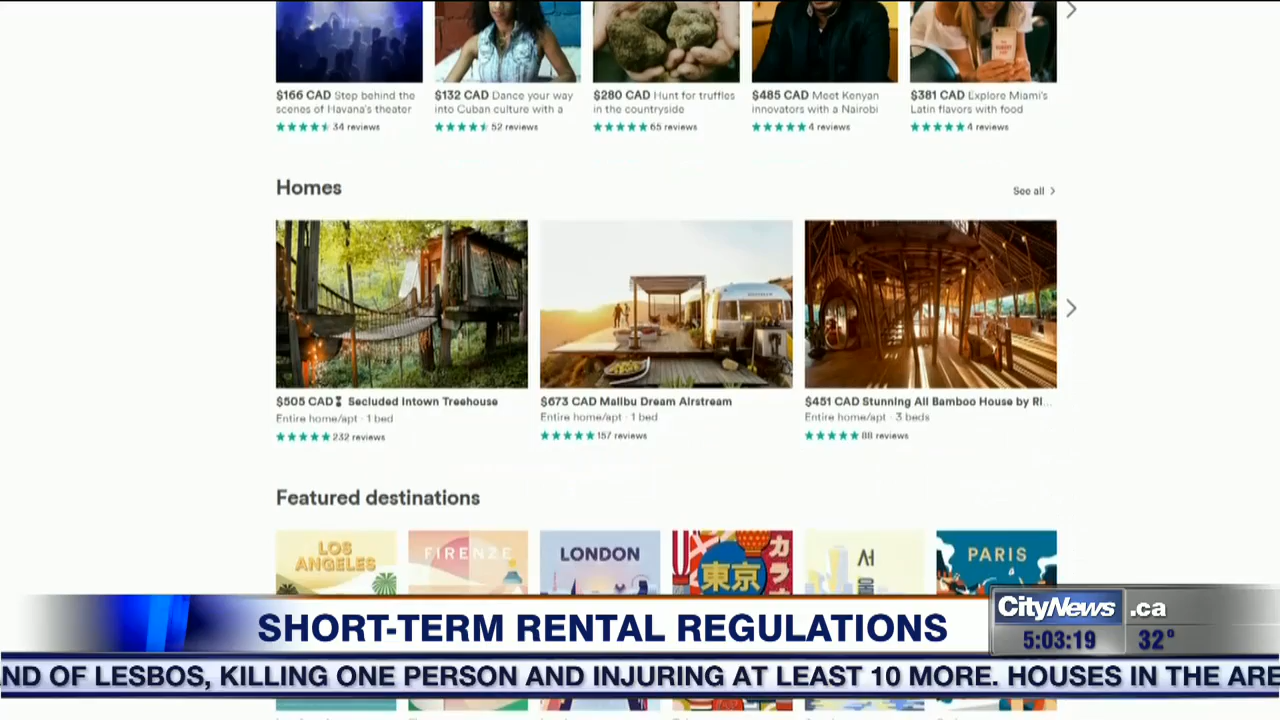 $166 CAD Step behind the
scenes of Havana's theater
34 reviews
$132 CAD Dance your way
into Cuban culture with a
52 reviews
$280 CAD Hunt for truffles
in the countryside
65 reviews
$485 CAD Meet Kenyan
innovators with a Nairobi
4 reviews
$381 CAD Explore Miami's
Latin flavors with food
4 reviews
Homes
See all >
$505 CAD Secluded Intown Treehouse
Entire home/apt · 1 bed
232 reviews
$673 CAD Malibu Dream Airstream
Entire home/apt · 1 bed
157 reviews
$451 CAD Stunning All Bamboo House by Ri...
Entire home/apt · 3 beds
88 reviews
Featured destinations
LOS
ANGELES
FIRENZE
LONDON
東京
カラ
서울
PARIS
SHORT-TERM RENTAL REGULATIONS
CityNews .ca
5:03:19 32°
ND OF LESBOS, KILLING ONE PERSON AND INJURING AT LEAST 10 MORE. HOUSES IN THE ARE